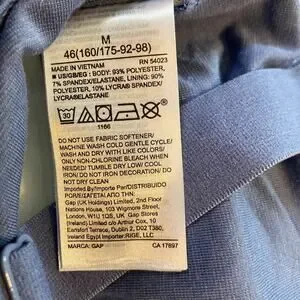 M
46(160/175-92-98)
MADE IN VIETNAM RN 54023
■ US/GB/EG: BODY: 93% POLYESTER,
7% SPANDEX/ELASTANE, LINING: 90%
POLYESTER, 10% LYCRA® SPANDEX/
LYCRA®ELASTANE
30
1166
DO NOT USE FABRIC SOFTENER/
MACHINE WASH COLD GENTLE CYCLE/
WASH AND DRY WITH LIKE COLORS/
ONLY NON-CHLORINE BLEACH WHEN
NEEDED/ TUMBLE DRY LOW/ COOL
IRON/ DO NOT IRON DECORATION/ DO
NOT DRY CLEAN
Imported By/Importe Par/DISTRIBUIDO
POR/
Gap (UK Holdings) Limited, 2nd Floor
Nations House, 103 Wigmore Street,
London, W1U 1QS, UK Gap Stores
(Ireland) Limited c/o Arthur Cox, 10
Earlsfort Terrace, Dublin 2, D02 T380,
Ireland Egypt Importer:RIGE, LLC
MARCA: GAP CA 17897